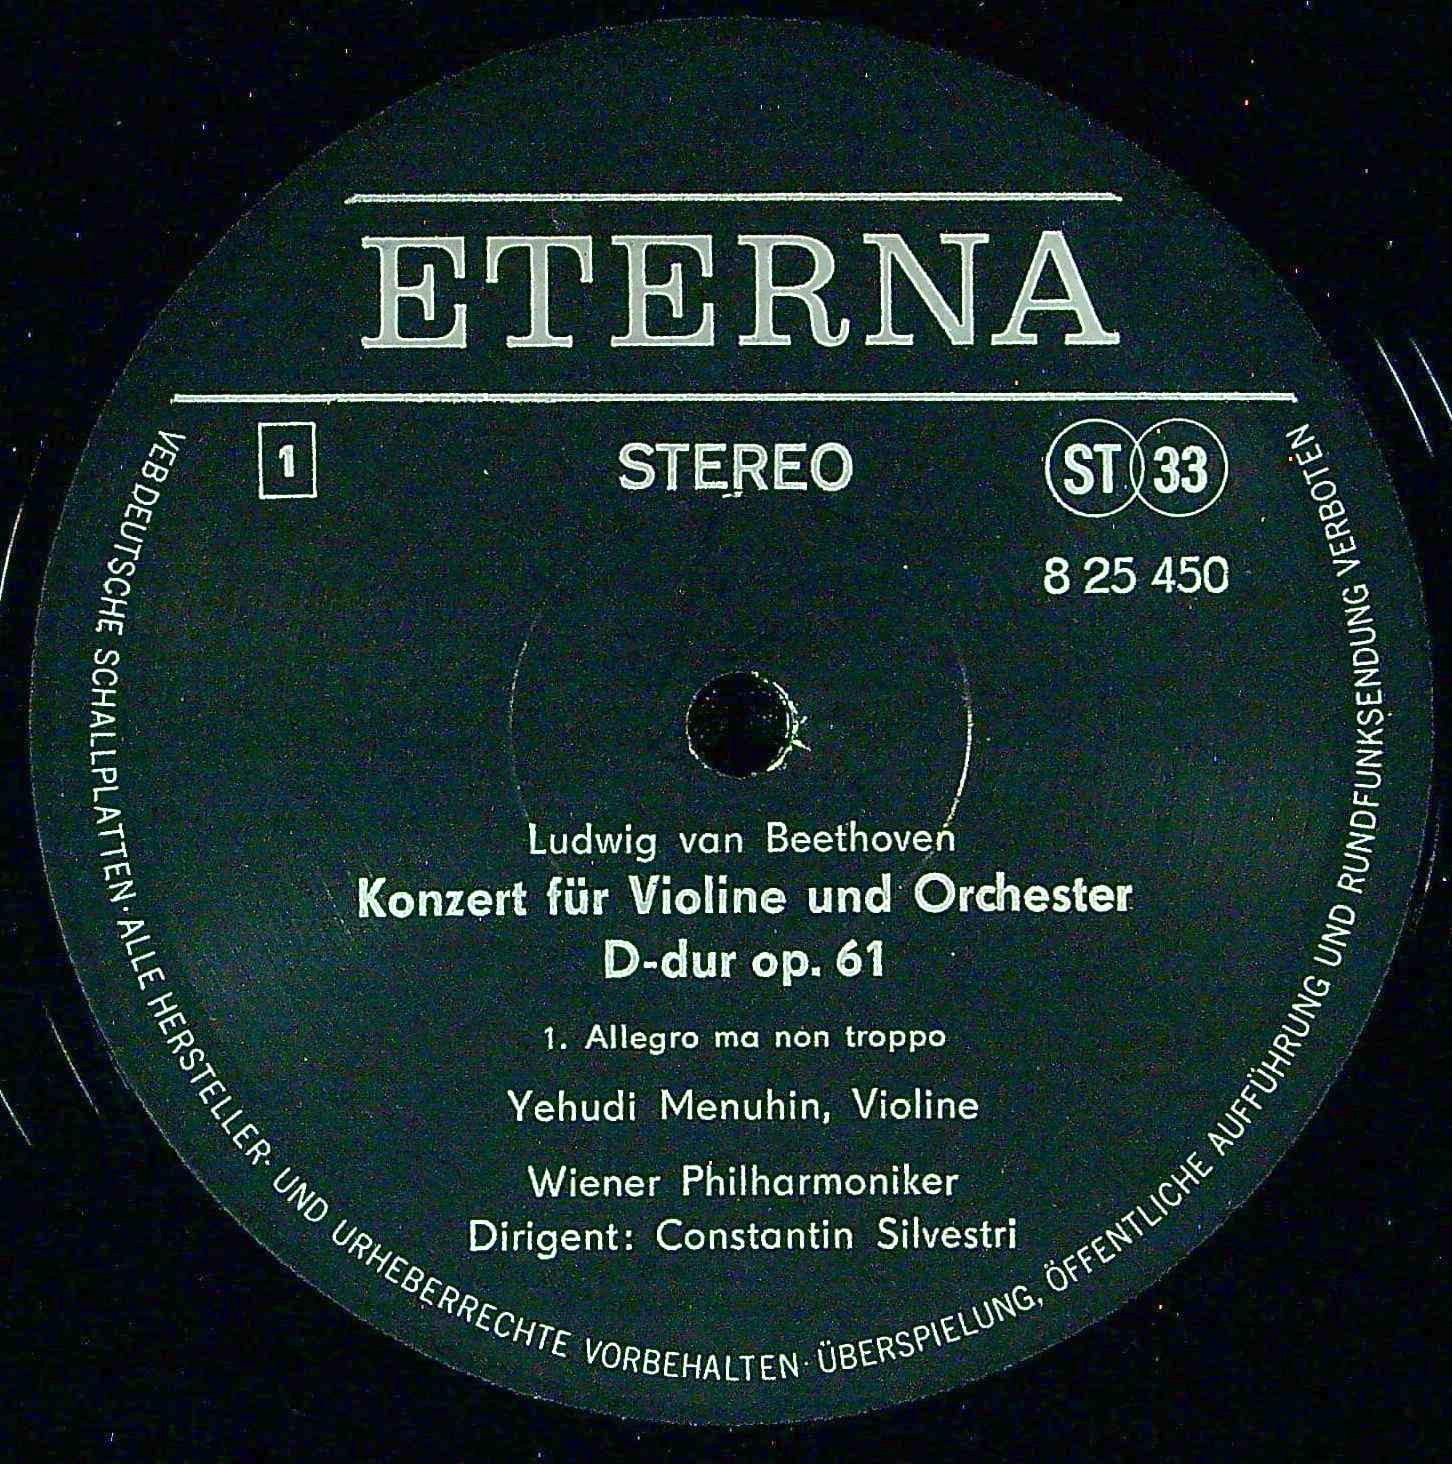 ETERNA
1
STEREO
ST 33
8 25 450
Ludwig van Beethoven
Konzert für Violine und Orchester
D-dur op. 61
1. Allegro ma non troppo
Yehudi Menuhin, Violine
Wiener Philharmoniker
Dirigent: Constantin Silvestri
VEB DEUTSCHE SCHALLPLATTEN · ALLE HERSTELLER- UND URHEBERRECHTE VORBEHALTEN · ÜBERSPIELUNG, ÖFFENTLICHE AUFFÜHRUNG UND RUNDFUNKSENDUNG VERBOTEN